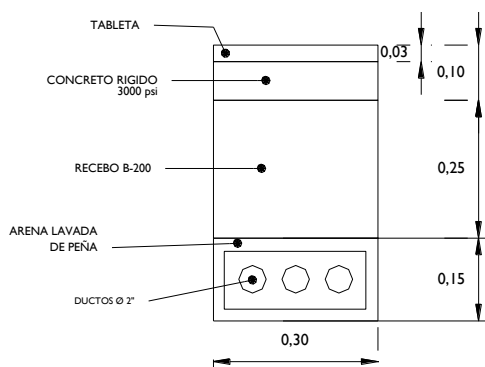 TABLETA
0,03
CONCRETO RIGIDO
3000 psi
0,10
RECEBO B-200
0,25
ARENA LAVADA
DE PEÑA
DUCTOS Ø 2"
0,15
0,30